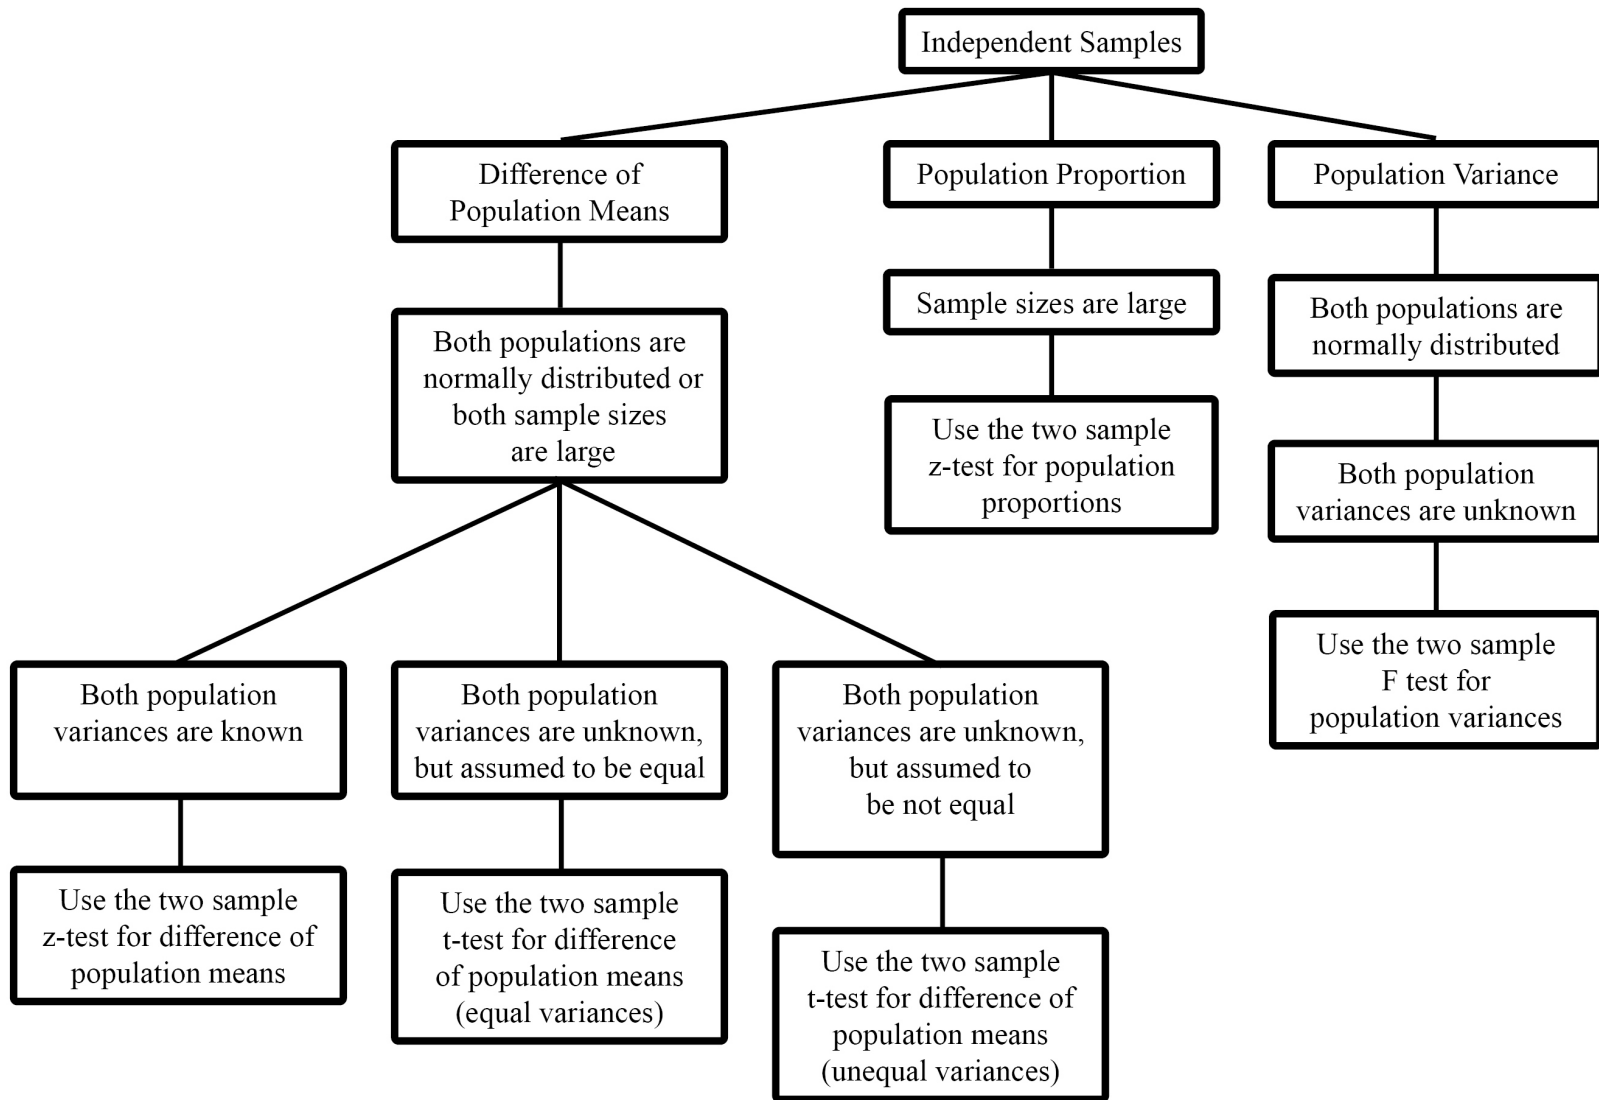 Independent Samples
Difference of
Population Means
Population Proportion
Population Variance
Both populations are
normally distributed or
both sample sizes
are large
Sample sizes are large
Both populations are
normally distributed
Use the two sample
z-test for population
proportions
Both population
variances are unknown
Use the two sample
F test for
population variances
Both population
variances are known
Both population
variances are unknown,
but assumed to be equal
Both population
variances are unknown,
but assumed to
be not equal
Use the two sample
z-test for difference of
population means
Use the two sample
t-test for difference
of population means
(equal variances)
Use the two sample
t-test for difference of
population means
(unequal variances)